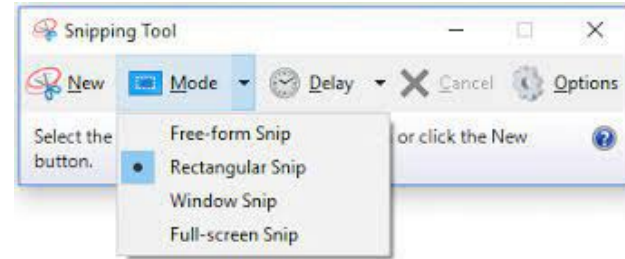 Snipping Tool
New Mode Delay Cancel Options
Select the
or click the New
button.
Free-form Snip
Rectangular Snip
Window Snip
Full-screen Snip